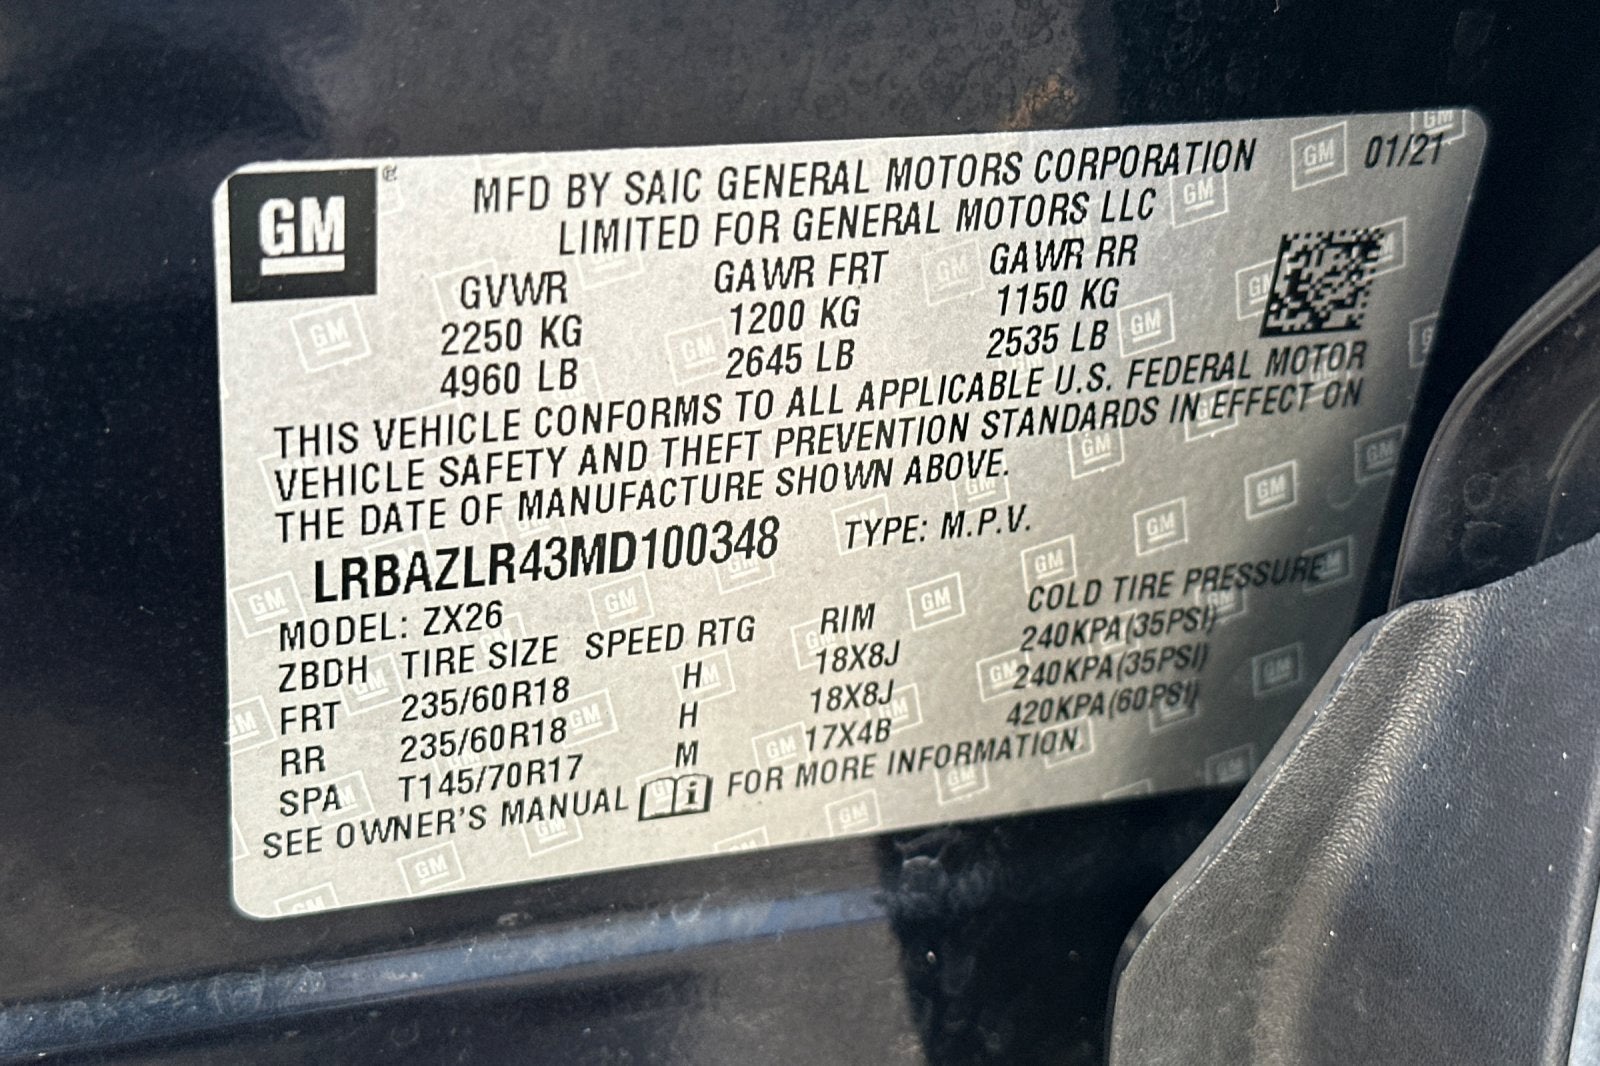 GM ®
MFD BY SAIC GENERAL MOTORS CORPORATION 01/21
LIMITED FOR GENERAL MOTORS LLC
GVWR GAWR FRT GAWR RR
2250 KG 1200 KG 1150 KG
4960 LB 2645 LB 2535 LB
THIS VEHICLE CONFORMS TO ALL APPLICABLE U.S. FEDERAL MOTOR
VEHICLE SAFETY AND THEFT PREVENTION STANDARDS IN EFFECT ON
THE DATE OF MANUFACTURE SHOWN ABOVE.
LRBAZLR43MD100348 TYPE: M.P.V.
MODEL: ZX26
ZBDH TIRE SIZE SPEED RTG RIM COLD TIRE PRESSURE
FRT 235/60R18 H 18X8J 240KPA(35PSI)
RR 235/60R18 H 18X8J 240KPA(35PSI)
SPA T145/70R17 M 17X4B 420KPA(60PSI)
SEE OWNER'S MANUAL i FOR MORE INFORMATION.